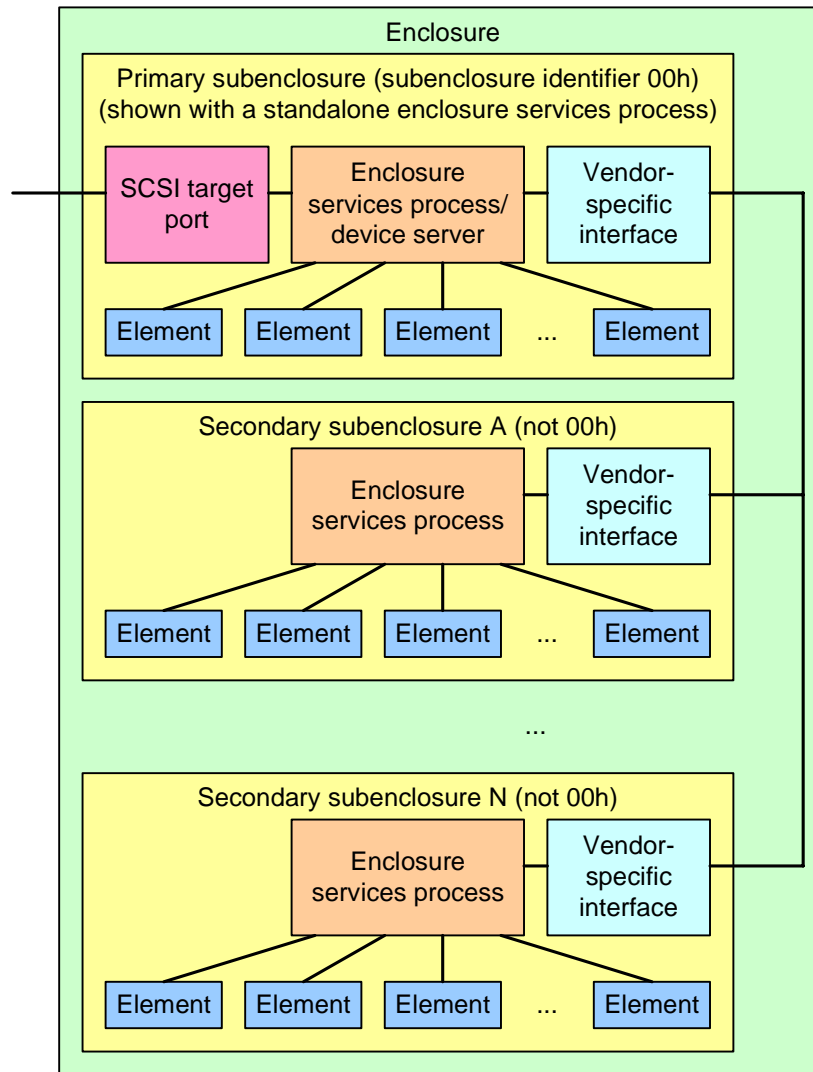 Enclosure
Primary subenclosure (subenclosure identifier 00h)
(shown with a standalone enclosure services process)
SCSI target
port
Enclosure
services process/
device server
Vendor-
specific
interface
Element
Element
Element
...
Element
Secondary subenclosure A (not 00h)
Enclosure
services process
Vendor-
specific
interface
Element
Element
Element
...
Element
...
Secondary subenclosure N (not 00h)
Enclosure
services process
Vendor-
specific
interface
Element
Element
Element
...
Element